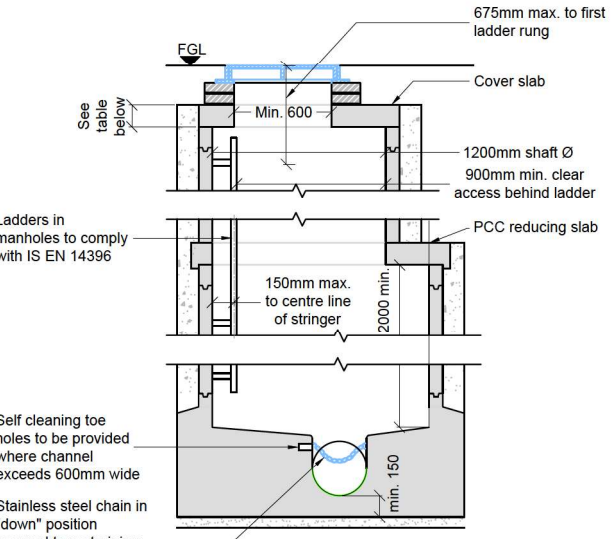 675mm max. to first
ladder rung
FGL
Cover slab
See
table
below
Min. 600
1200mm shaft Ø
900mm min. clear
access behind ladder
Ladders in
manholes to comply
with IS EN 14396
PCC reducing slab
150mm max.
to centre line
of stringer
2000 min.
Self cleaning toe
holes to be provided
where channel
exceeds 600mm wide
min. 150
Stainless steel chain in
"down" position